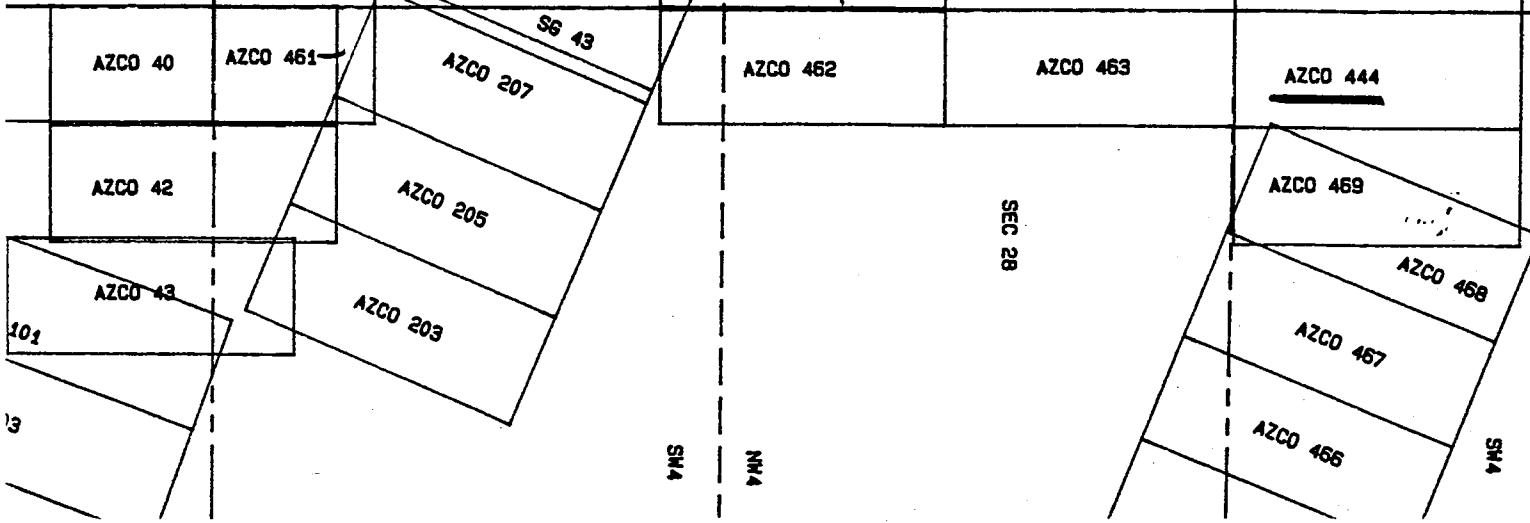 SG 43
AZCO 40
AZCO 461
AZCO 207
AZCO 462
AZCO 463
AZCO 444
AZCO 42
AZCO 205
AZCO 469
SEC 28
AZCO 43
AZCO 203
AZCO 468
101
AZCO 467
03
AZCO 466
SW4
NW4
SW4